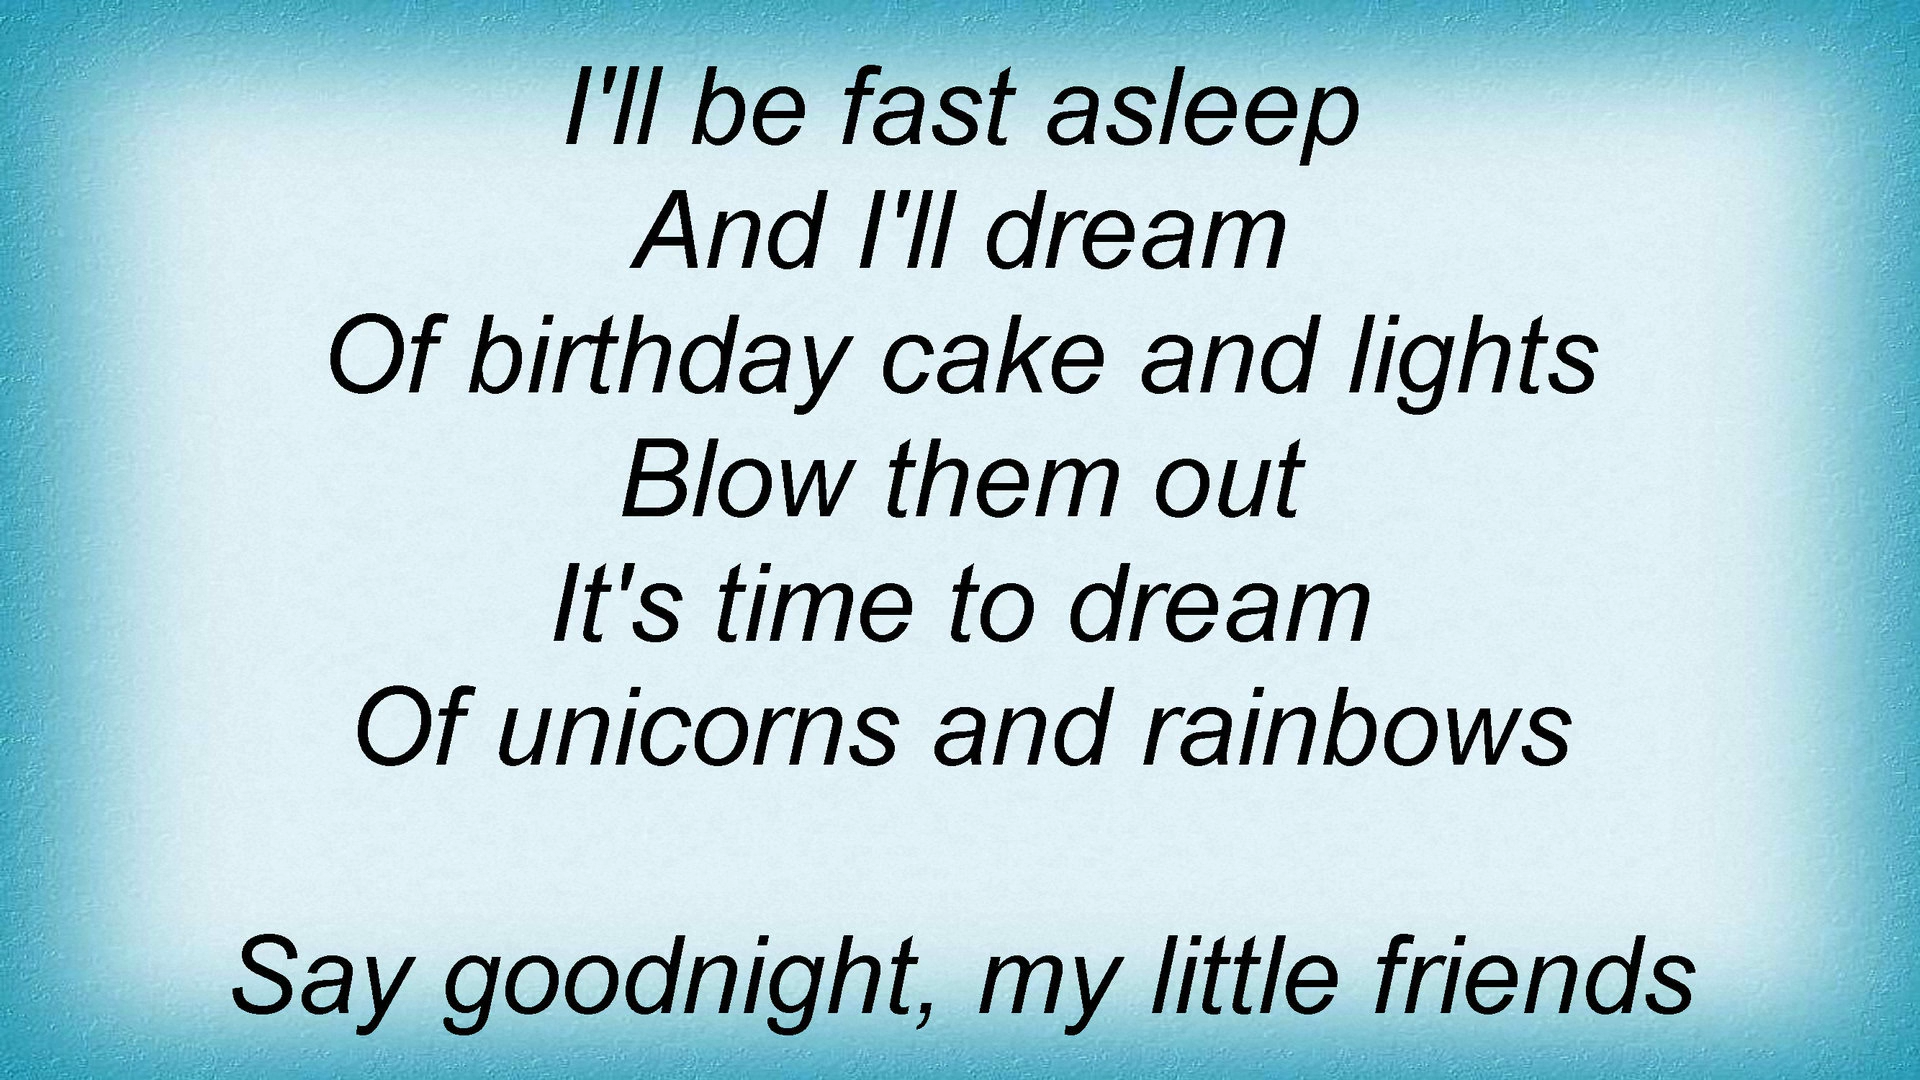 I'll be fast asleep
And I'll dream
Of birthday cake and lights
Blow them out
It's time to dream
Of unicorns and rainbows
Say goodnight, my little friends